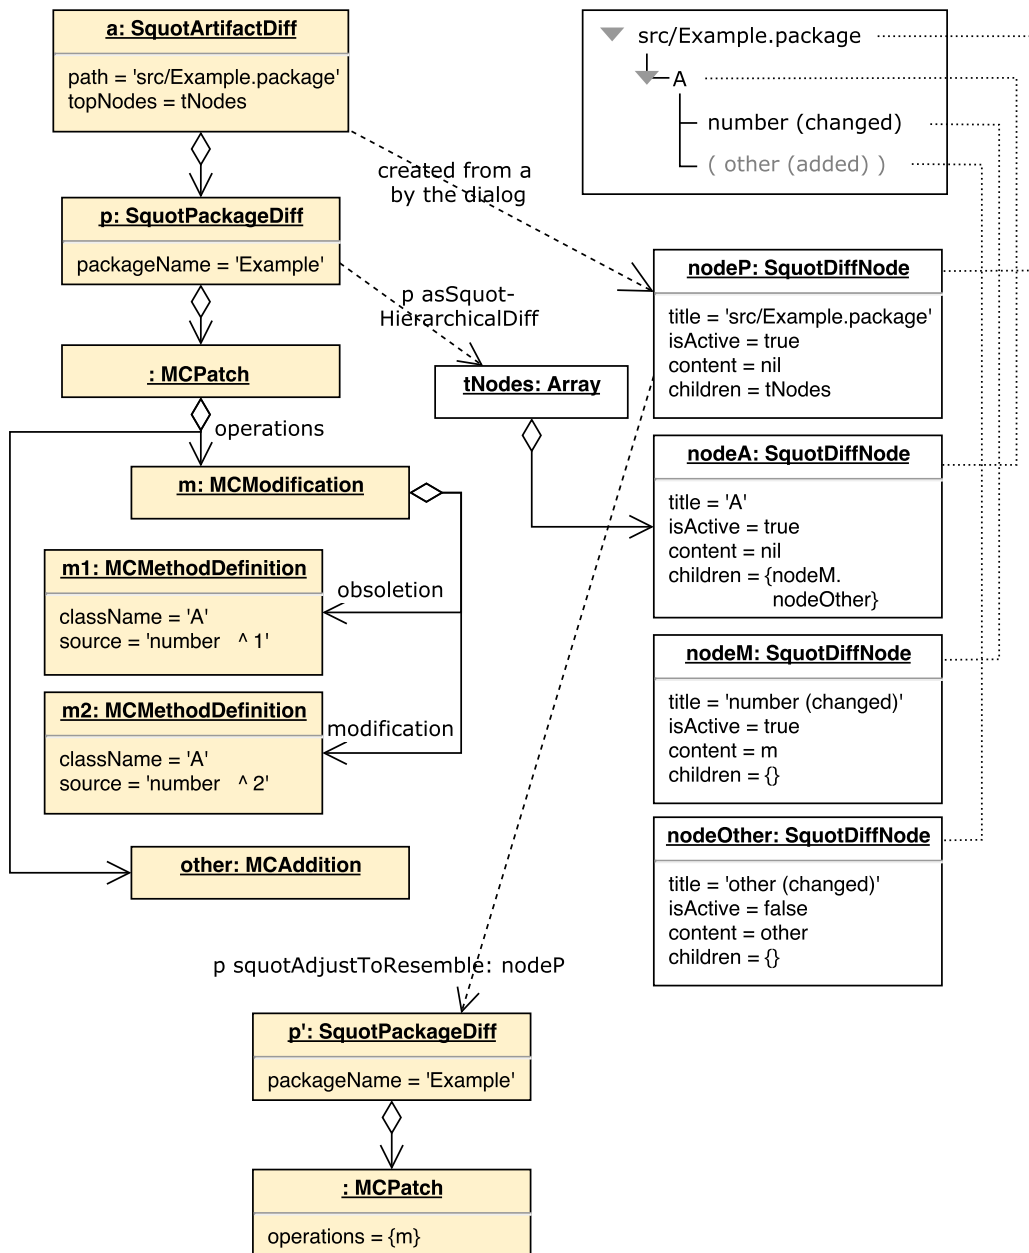 a: SquotArtifactDiff
path = 'src/Example.package'
topNodes = tNodes
src/Example.package
A
number (changed)
( other (added) )
created from a
by the dialog
p: SquotPackageDiff
packageName = 'Example'
p asSquot-
HierarchicalDiff
nodeP: SquotDiffNode
title = 'src/Example.package'
isActive = true
content = nil
children = tNodes
: MCPatch
tNodes: Array
operations
m: MCModification
nodeA: SquotDiffNode
title = 'A'
isActive = true
content = nil
children = {nodeM.
nodeOther}
m1: MCMethodDefinition
className = 'A'
source = 'number   ^ 1'
obsoletion
m2: MCMethodDefinition
className = 'A'
source = 'number   ^ 2'
modification
nodeM: SquotDiffNode
title = 'number (changed)'
isActive = true
content = m
children = {}
other: MCAddition
nodeOther: SquotDiffNode
title = 'other (changed)'
isActive = false
content = other
children = {}
p squotAdjustToResemble: nodeP
p': SquotPackageDiff
packageName = 'Example'
: MCPatch
operations = {m}